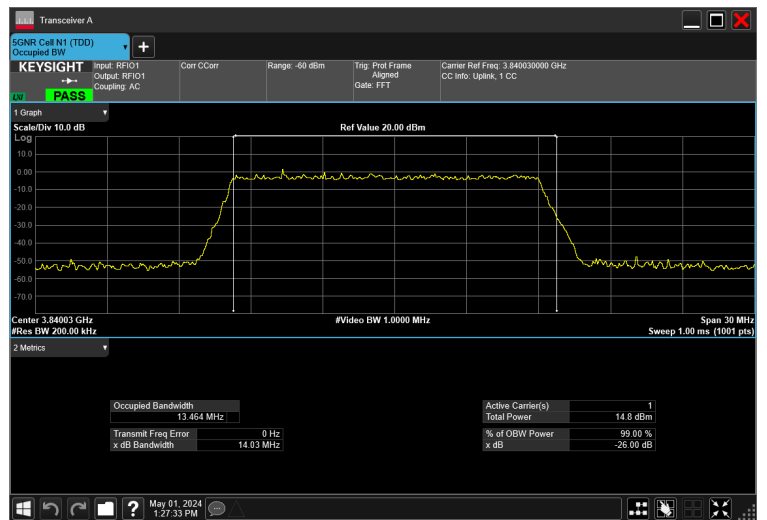 Transceiver A
5GNR Cell N1 (TDD)
Occupied BW
KEYSIGHT
LXI
PASS
Input: RFIO1
Output: RFIO1
Coupling: AC
Corr CCorr
Range: -60 dBm
Trig: Prot Frame
Aligned
Gate: FFT
Carrier Ref Freq: 3.840030000 GHz
CC Info: Uplink, 1 CC
1 Graph
Scale/Div 10.0 dB
Ref Value 20.00 dBm
Log
10.0
0.00
-10.0
-20.0
-30.0
-40.0
-50.0
-60.0
-70.0
Center 3.84003 GHz
#Video BW 1.0000 MHz
Span 30 MHz
#Res BW 200.00 kHz
Sweep 1.00 ms (1001 pts)
2 Metrics
Occupied Bandwidth
13.464 MHz
Transmit Freq Error 0 Hz
x dB Bandwidth 14.03 MHz
Active Carrier(s) 1
Total Power 14.8 dBm
% of OBW Power 99.00 %
x dB -26.00 dB
May 01, 2024
1:27:33 PM